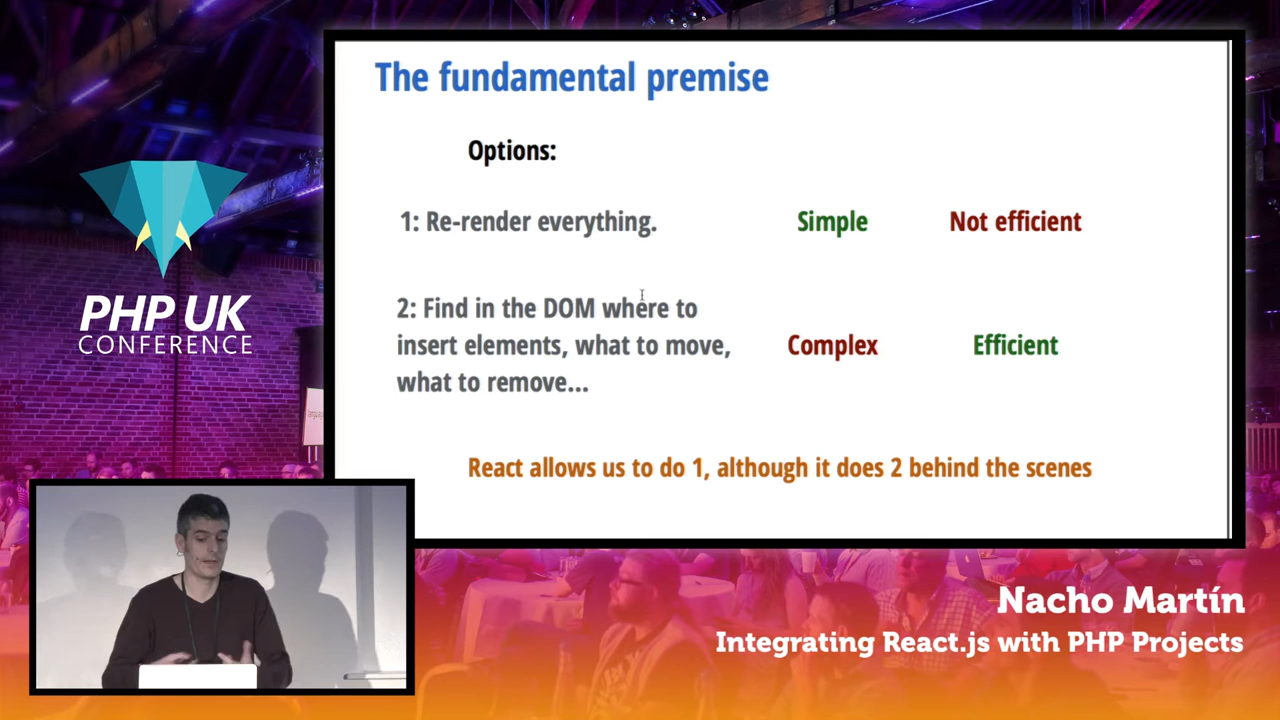 The fundamental premise
Options:
1: Re-render everything.
Simple
Not efficient
2: Find in the DOM where to
insert elements, what to move,
what to remove...
Complex
Efficient
React allows us to do 1, although it does 2 behind the scenes
PHP UK
CONFERENCE
Nacho Martín
Integrating React.js with PHP Projects